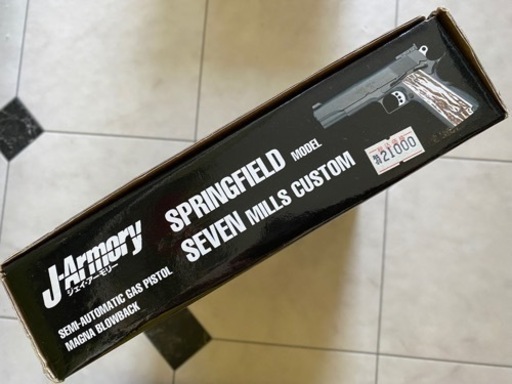 SPRINGFIELD MODEL
SEVEN MILLS CUSTOM
J-Armory
ジェイ・アーモリー
SEMI-AUTOMATIC GAS PISTOL
MAGNA BLOWBACK
21000